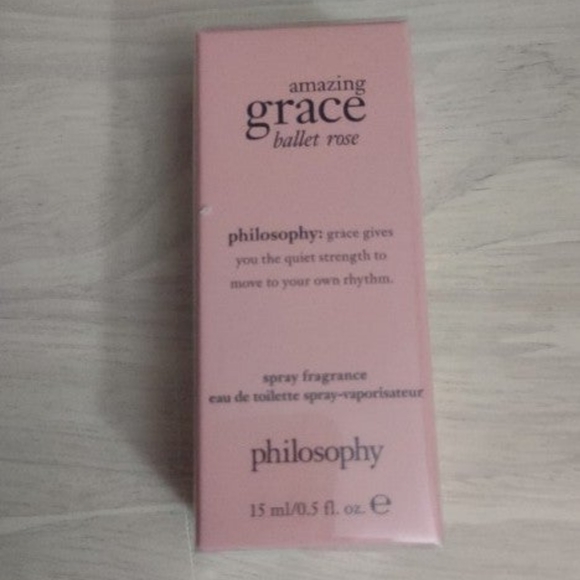 amazing
grace
ballet rose
philosophy: grace gives
you the quiet strength to
move to your own rhythm.
spray fragrance
eau de toilette spray-vaporisateur
philosophy
15 ml/0.5 fl. oz. ℮